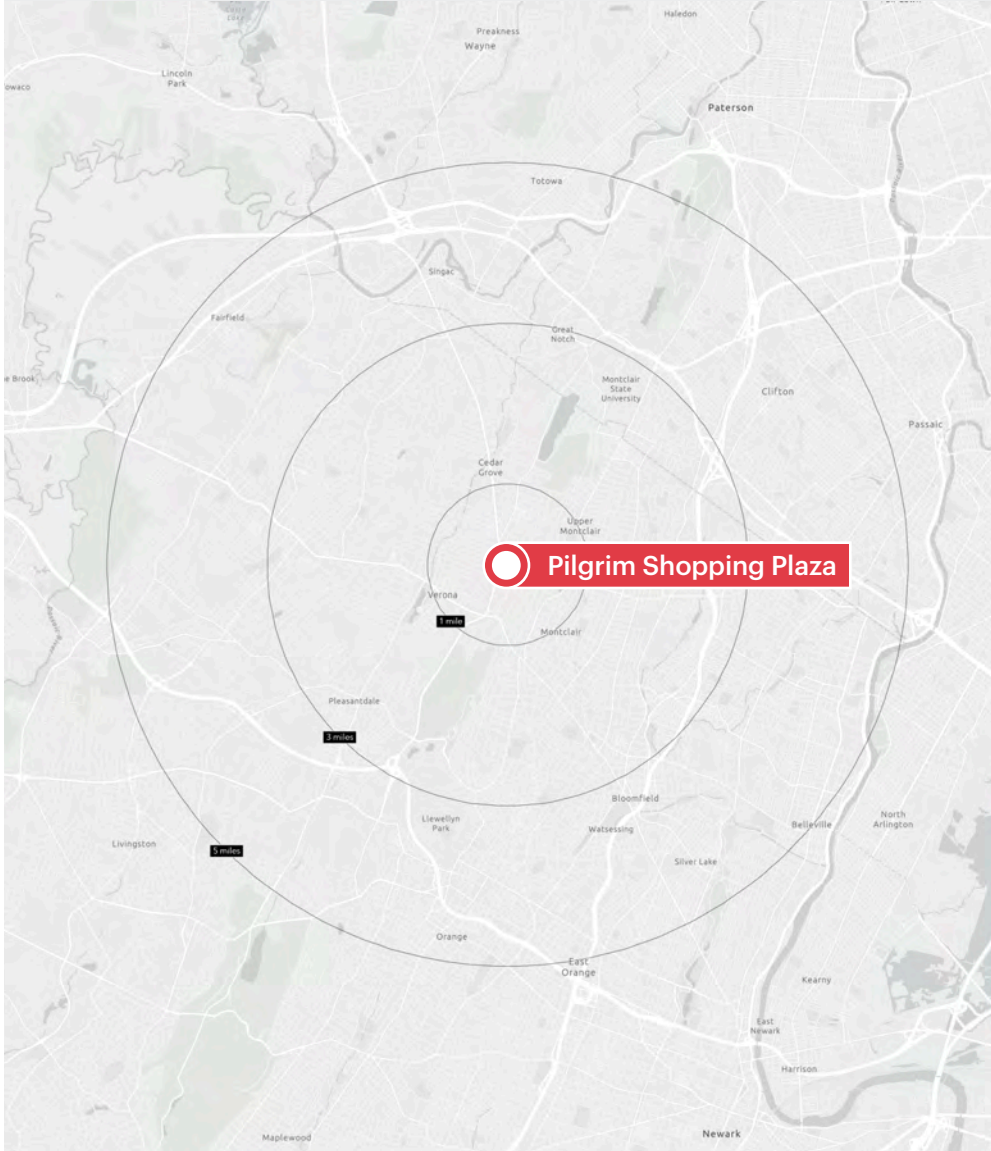 Haledon
Preakness
Wayne
Lincoln
Park
owaco
Paterson
Totowa
Singac
Fairfield
Great
Notch
e Brook
Montclair
State
University
Clifton
Passaic
Cedar
Grove
Upper
Montclair
Pilgrim Shopping Plaza
Verona
1 mile
Montclair
Pleasantdale
3 miles
Bloomfield
Llewellyn
Park
Watsessing
Belleville
North
Arlington
Livingston
5 miles
Silver Lake
Orange
East
Orange
Kearny
East
Newark
Harrison
Maplewood
Newark